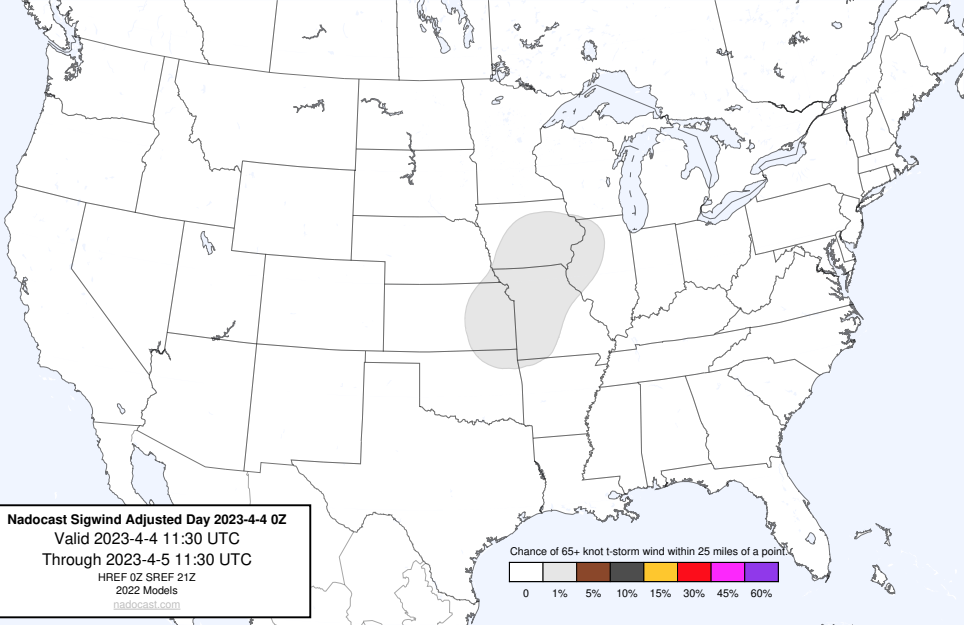 Nadocast Sigwind Adjusted Day 2023-4-4 0Z
Valid 2023-4-4 11:30 UTC
Through 2023-4-5 11:30 UTC
HREF 0Z SREF 21Z
2022 Models
nadocast.com
Chance of 65+ knot t-storm wind within 25 miles of a point.
0 1% 5% 10% 15% 30% 45% 60%